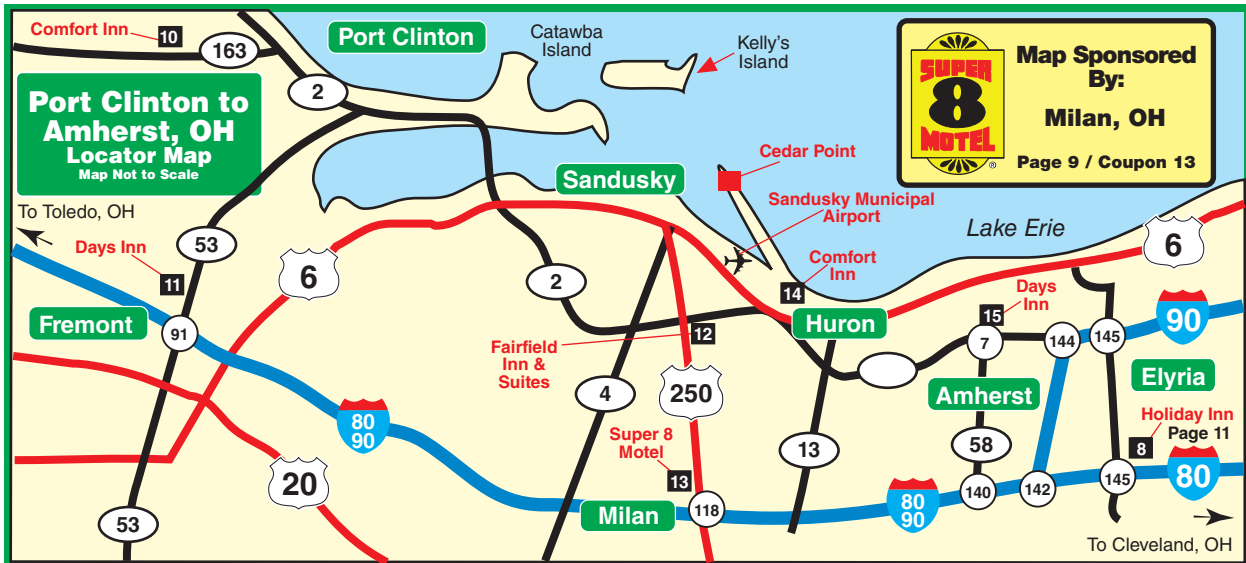 Comfort Inn
10
163
Port Clinton
Catawba
Island
Kelly's
Island
SUPER
8
MOTEL
®
Map Sponsored
By:
Milan, OH
Page 9 / Coupon 13
2
Port Clinton to
Amherst, OH
Locator Map
Map Not to Scale
Cedar Point
Sandusky
Sandusky Municipal
Airport
To Toledo, OH
Lake Erie
53
Days Inn
11
6
2
Comfort
Inn
14
6
Days
Inn
15
90
Fremont
91
Fairfield
Inn &
Suites
12
Huron
7
144
145
4
250
Amherst
Elyria
80
90
Super 8
Motel
13
13
58
Holiday Inn
Page 11
8
20
80
53
Milan
118
80
90
140
142
145
To Cleveland, OH